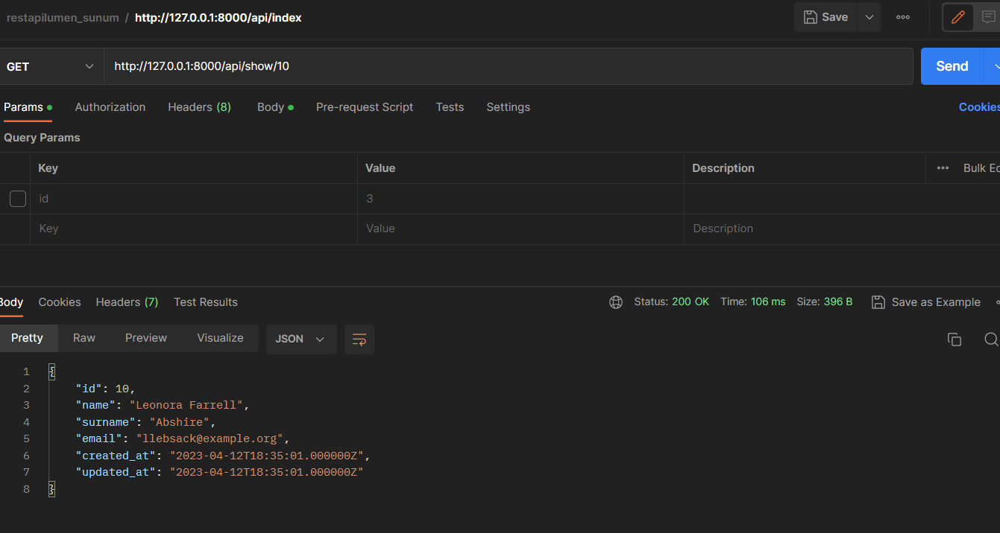 restapilumen_sunum / http://127.0.0.1:8000/api/index Save
GET http://127.0.0.1:8000/api/show/10 Send
Params Authorization Headers (8) Body Pre-request Script Tests Settings Cookies
Query Params
Key Value Description Bulk Ed
id 3
Key Value Description
Body Cookies Headers (7) Test Results Status: 200 OK Time: 106 ms Size: 396 B Save as Example
Pretty Raw Preview Visualize JSON
1 {
2 "id": 10,
3 "name": "Leonora Farrell",
4 "surname": "Abshire",
5 "email": "llebsack@example.org",
6 "created_at": "2023-04-12T18:35:01.000000Z",
7 "updated_at": "2023-04-12T18:35:01.000000Z"
8 }